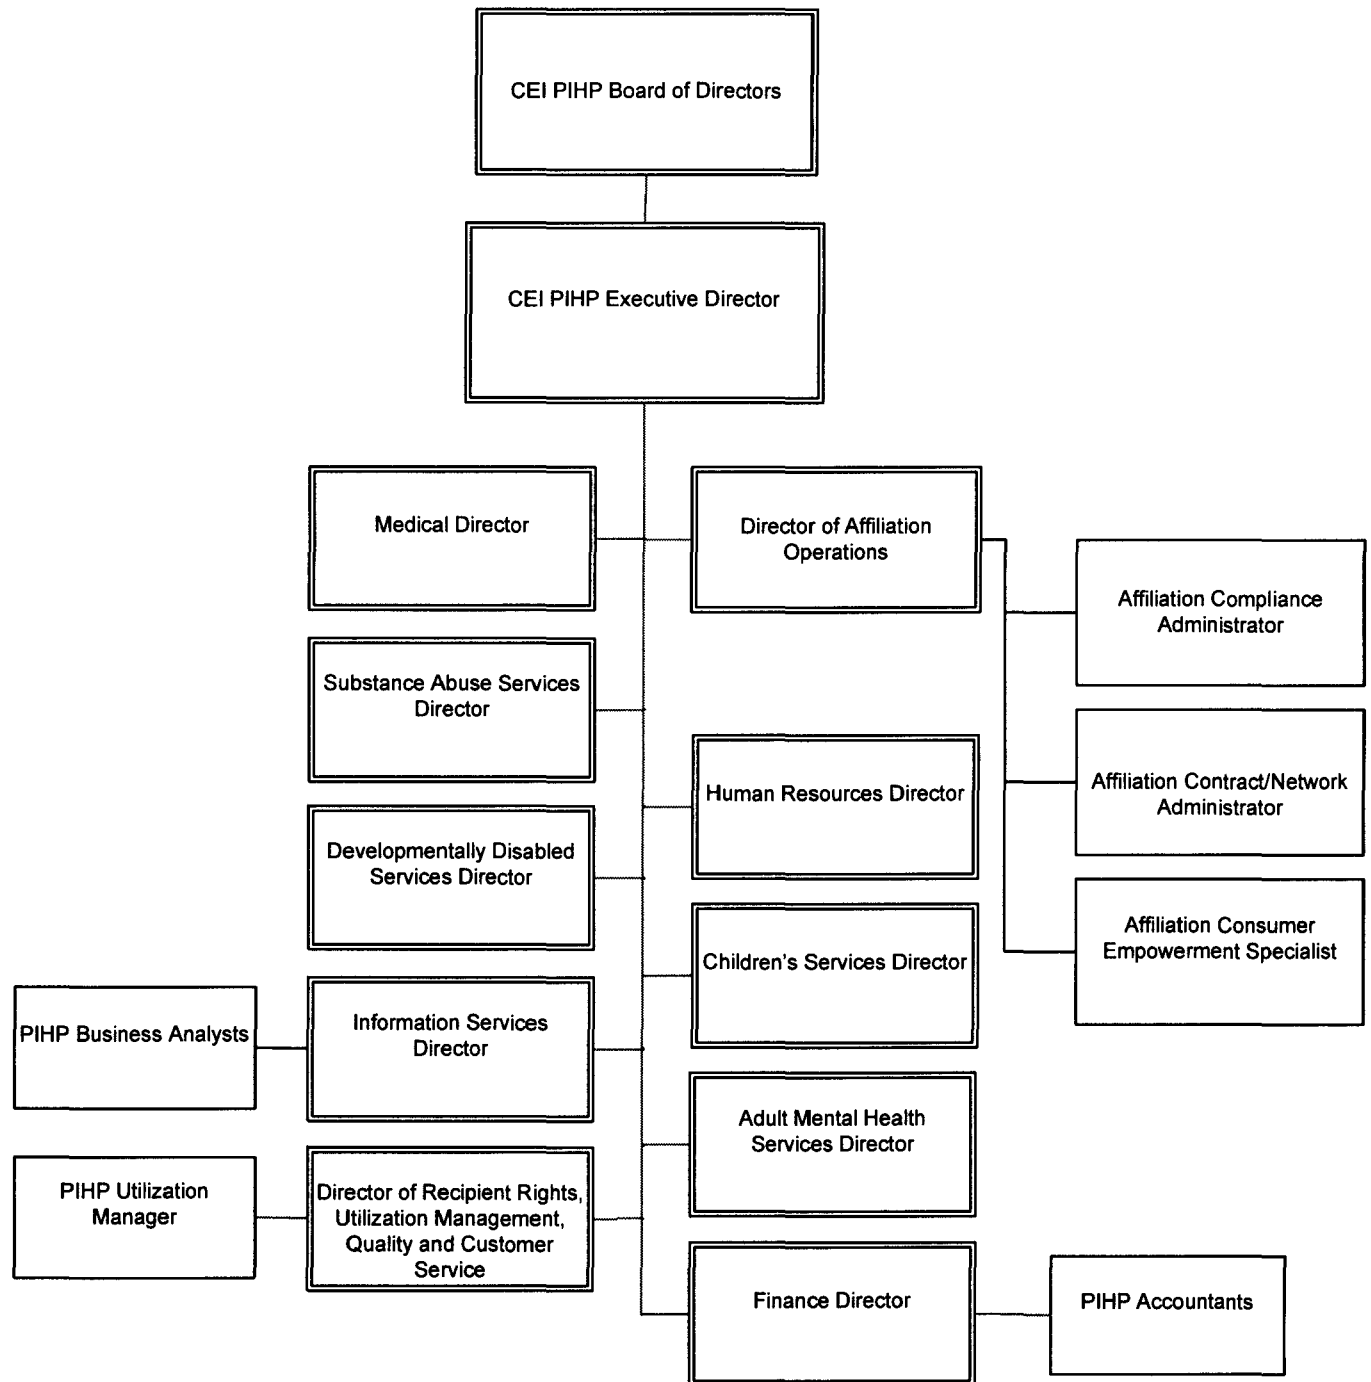 CEI PIHP Board of Directors
CEI PIHP Executive Director
Medical Director
Director of Affiliation
Operations
Affiliation Compliance
Administrator
Substance Abuse Services
Director
Human Resources Director
Affiliation Contract/Network
Administrator
Developmentally Disabled
Services Director
Children's Services Director
Affiliation Consumer
Empowerment Specialist
PIHP Business Analysts
Information Services
Director
Adult Mental Health
Services Director
PIHP Utilization
Manager
Director of Recipient Rights,
Utilization Management,
Quality and Customer
Service
Finance Director
PIHP Accountants